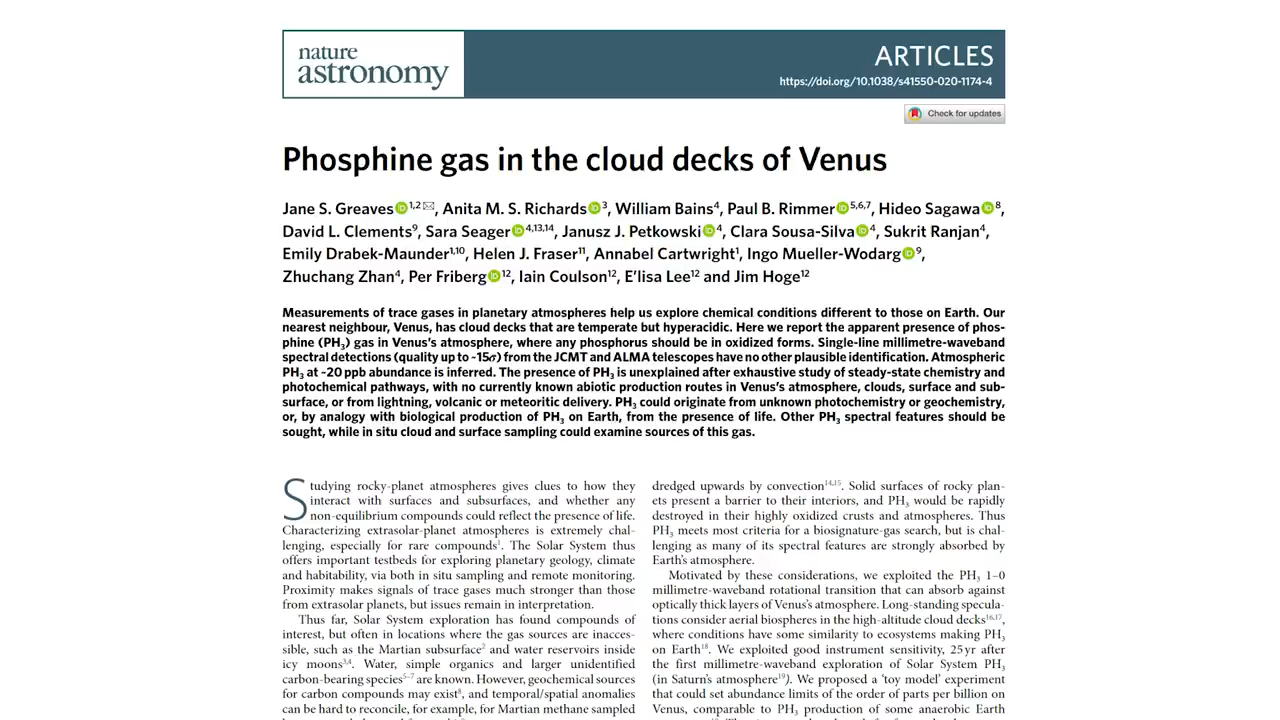 nature
astronomy
ARTICLES
https://doi.org/10.1038/s41550-020-1174-4
Check for updates
Phosphine gas in the cloud decks of Venus
Jane S. Greaves 1,2✉, Anita M. S. Richards 3, William Bains4, Paul B. Rimmer 5,6,7, Hideo Sagawa 8,
David L. Clements9, Sara Seager 4,13,14, Janusz J. Petkowski 4, Clara Sousa-Silva 4, Sukrit Ranjan4,
Emily Drabek-Maunder1,10, Helen J. Fraser11, Annabel Cartwright1, Ingo Mueller-Wodarg 9,
Zhuchang Zhan4, Per Friberg 12, Iain Coulson12, E'lisa Lee12 and Jim Hoge12
Measurements of trace gases in planetary atmospheres help us explore chemical conditions different to those on Earth. Our
nearest neighbour, Venus, has cloud decks that are temperate but hyperacidic. Here we report the apparent presence of phos-
phine (PH3) gas in Venus's atmosphere, where any phosphorus should be in oxidized forms. Single-line millimetre-waveband
spectral detections (quality up to ~15σ) from the JCMT and ALMA telescopes have no other plausible identification. Atmospheric
PH3 at ~20 ppb abundance is inferred. The presence of PH3 is unexplained after exhaustive study of steady-state chemistry and
photochemical pathways, with no currently known abiotic production routes in Venus's atmosphere, clouds, surface and sub-
surface, or from lightning, volcanic or meteoritic delivery. PH3 could originate from unknown photochemistry or geochemistry,
or, by analogy with biological production of PH3 on Earth, from the presence of life. Other PH3 spectral features should be
sought, while in situ cloud and surface sampling could examine sources of this gas.
Studying rocky-planet atmospheres gives clues to how they
interact with surfaces and subsurfaces, and whether any
non-equilibrium compounds could reflect the presence of life.
Characterizing extrasolar-planet atmospheres is extremely chal-
lenging, especially for rare compounds1. The Solar System thus
offers important testbeds for exploring planetary geology, climate
and habitability, via both in situ sampling and remote monitoring.
Proximity makes signals of trace gases much stronger than those
from extrasolar planets, but issues remain in interpretation.
Thus far, Solar System exploration has found compounds of
interest, but often in locations where the gas sources are inacces-
sible, such as the Martian subsurface2 and water reservoirs inside
icy moons3,4. Water, simple organics and larger unidentified
carbon-bearing species5–7 are known. However, geochemical sources
for carbon compounds may exist8, and temporal/spatial anomalies
can be hard to reconcile, for example, for Martian methane sampled
dredged upwards by convection14,15. Solid surfaces of rocky plan-
ets present a barrier to their interiors, and PH3 would be rapidly
destroyed in their highly oxidized crusts and atmospheres. Thus
PH3 meets most criteria for a biosignature-gas search, but is chal-
lenging as many of its spectral features are strongly absorbed by
Earth's atmosphere.
Motivated by these considerations, we exploited the PH3 1–0
millimetre-waveband rotational transition that can absorb against
optically thick layers of Venus's atmosphere. Long-standing specula-
tions consider aerial biospheres in the high-altitude cloud decks16,17,
where conditions have some similarity to ecosystems making PH3
on Earth18. We exploited good instrument sensitivity, 25 yr after
the first millimetre-waveband exploration of Solar System PH3
(in Saturn's atmosphere19). We proposed a 'toy model' experiment
that could set abundance limits of the order of parts per billion on
Venus, comparable to PH3 production of some anaerobic Earth